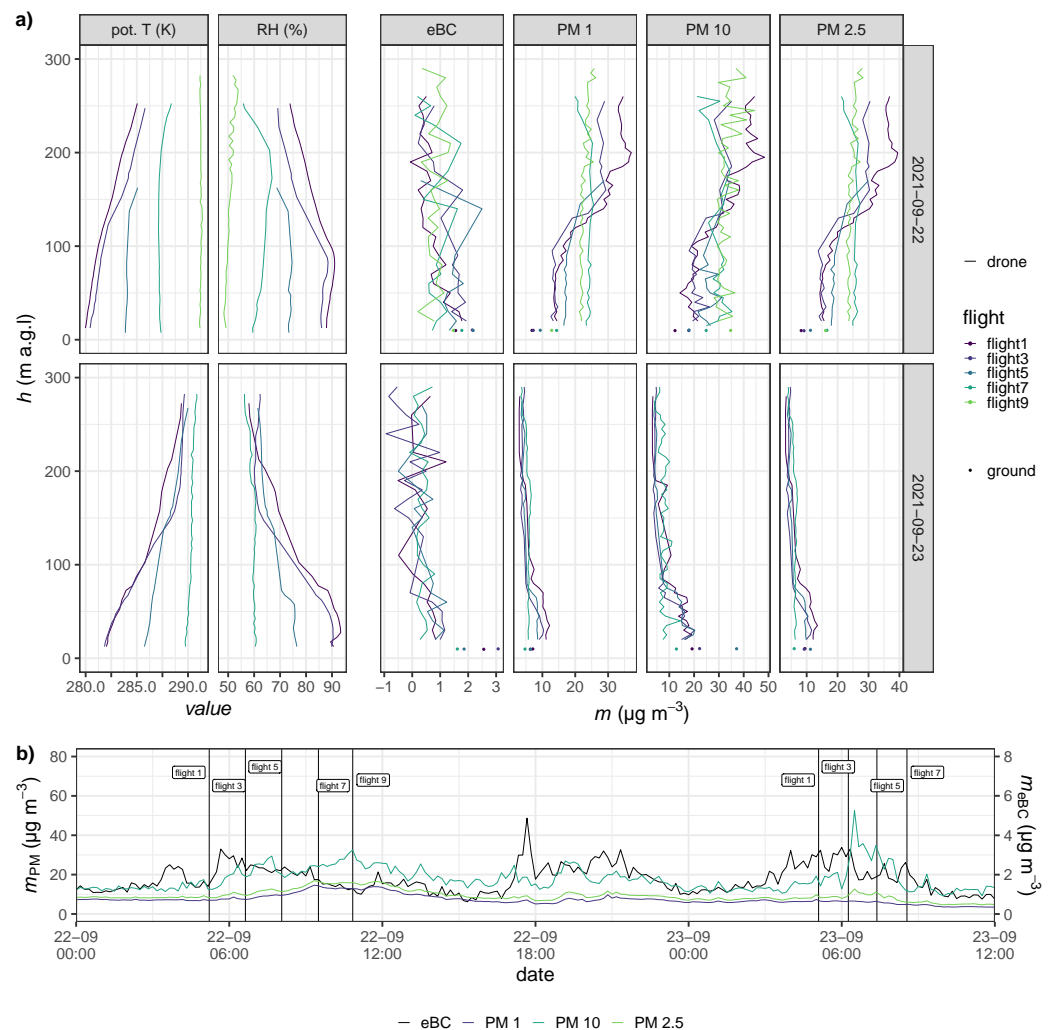 a)
pot. T (K)
RH (%)
eBC
PM 1
PM 10
PM 2.5
300
200
100
0
2021−09−22
300
200
100
0
2021−09−23
h (m a.g.l)
280.0 285.0 290.0
50 60 70 80 90
−1 0 1 2 3
10 20 30
10 20 30 40 50
10 20 30 40
value
m (µg m−3)
drone
flight
flight1
flight3
flight5
flight7
flight9
ground
b)
80
60
40
20
0
mPM (µg m−3)
8
6
4
2
0
meBC (µg m−3)
flight 1
flight 3
flight 5
flight 7
flight 9
flight 1
flight 3
flight 5
flight 7
22−09 22−09 22−09 22−09 23−09 23−09 23−09
00:00 06:00 12:00 18:00 00:00 06:00 12:00
date
eBC PM 1 PM 10 PM 2.5